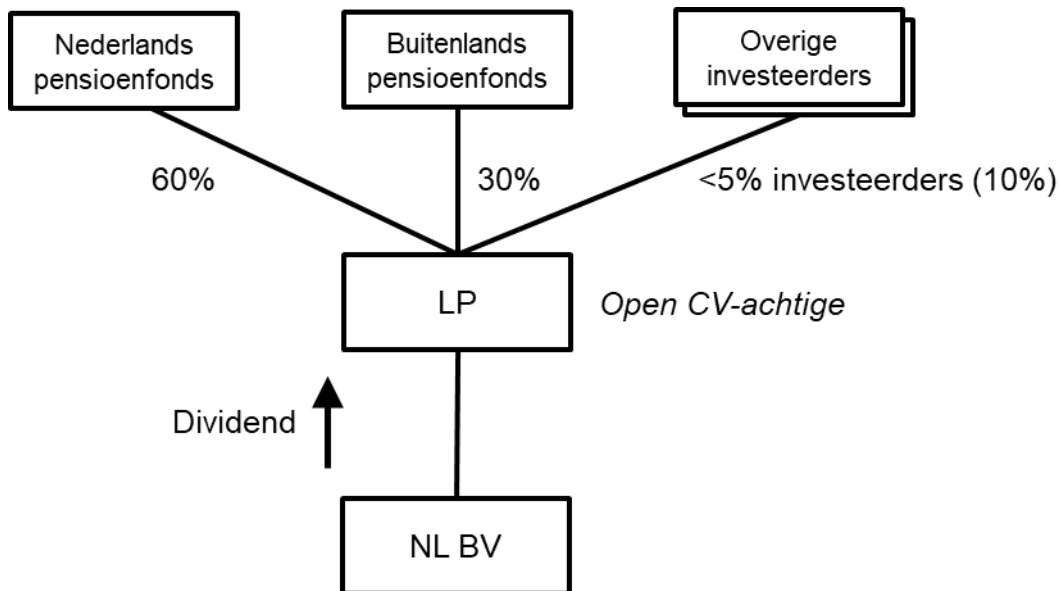 Nederlands
pensioenfonds
Buitenlands
pensioenfonds
Overige
investeerders
60%
30%
<5% investeerders (10%)
LP
Open CV-achtige
Dividend
NL BV